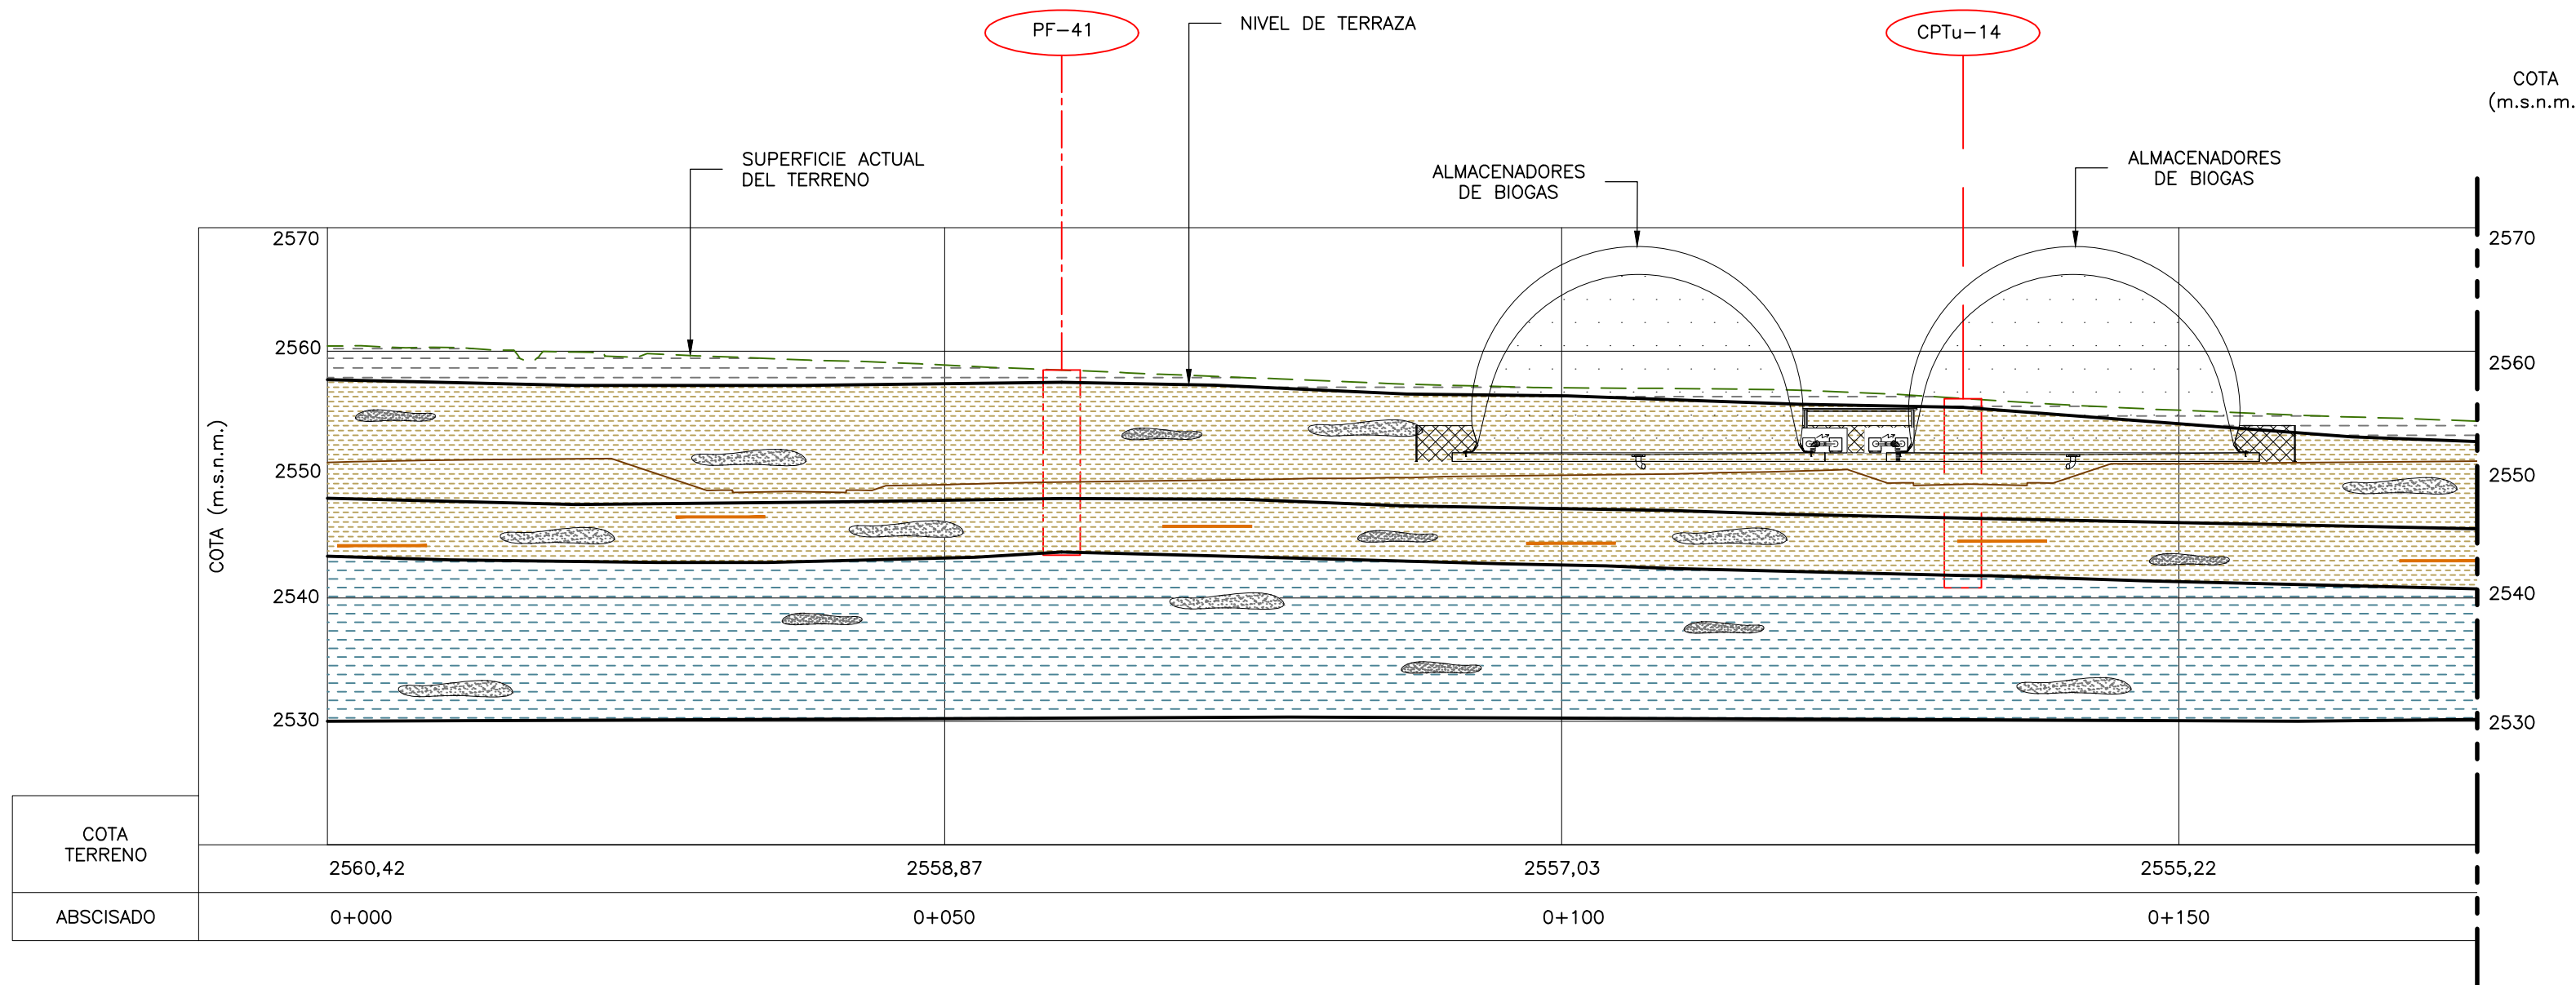 PF-41
NIVEL DE TERRAZA
CPTu-14
COTA
(m.s.n.m.
SUPERFICIE ACTUAL
DEL TERRENO
ALMACENADORES
DE BIOGAS
ALMACENADORES
DE BIOGAS
2570
2570
2560
2560
2550
2550
COTA (m.s.n.m.)
2540
2540
2530
2530
COTA
TERRENO
2560,42
2558,87
2557,03
2555,22
ABSCISADO
0+000
0+050
0+100
0+150